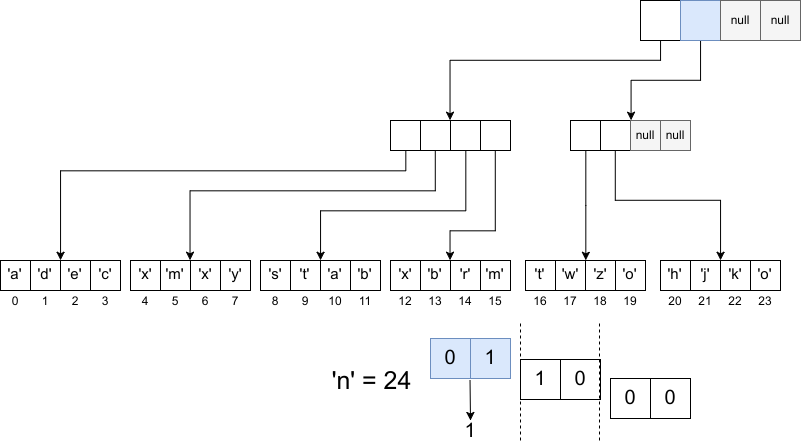 null null
null null
'a' 'd' 'e' 'c' 'x' 'm' 'x' 'y' 's' 't' 'a' 'b' 'x' 'b' 'r' 'm' 't' 'w' 'z' 'o' 'h' 'j' 'k' 'o'
0 1 2 3 4 5 6 7 8 9 10 11 12 13 14 15 16 17 18 19 20 21 22 23
'n' = 24 0 1 1 0 0 0
1